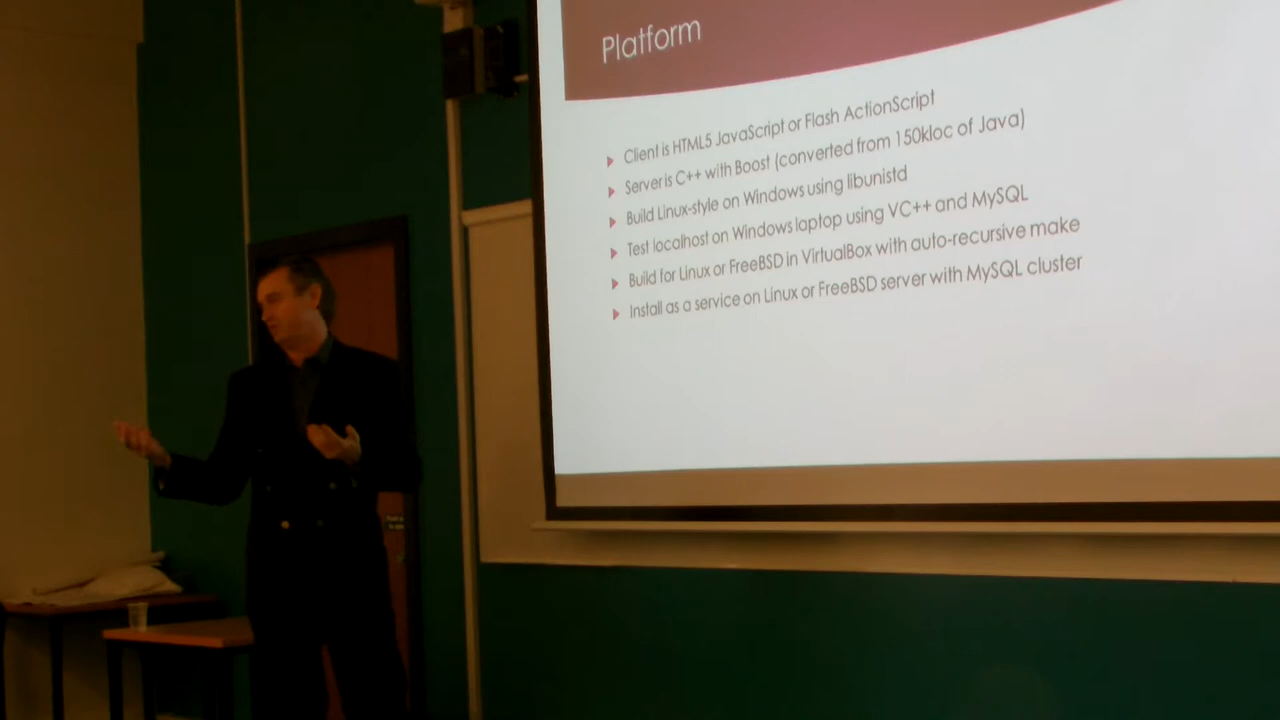 Platform
Client is HTML5 JavaScript or Flash ActionScript
Server is C++ with Boost (converted from 150kloc of Java)
Build Linux-style on Windows using libunistd
Test localhost on Windows laptop using VC++ and MySQL
Build for Linux or FreeBSD in VirtualBox with auto-recursive make
Install as a service on Linux or FreeBSD server with MySQL cluster